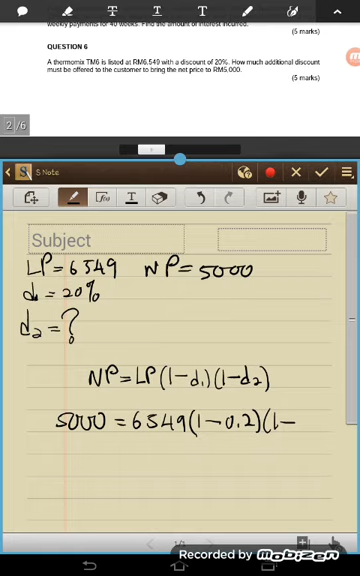 weekly payments for 40 weeks. Find the amount of interest incurred.
(5 marks)
QUESTION 6
A thermomix TM6 is listed at RM6,549 with a discount of 20%. How much additional discount
must be offered to the customer to bring the net price to RM5,000.
(5 marks)
2 / 6
S Note
Subject
LP = 6549 NP = 5000
d1 = 20%
d2 = ?
NP = LP (1 - d1) (1 - d2)
5000 = 6549 (1 - 0.2) (1 -
1/1
Recorded by Mobizen